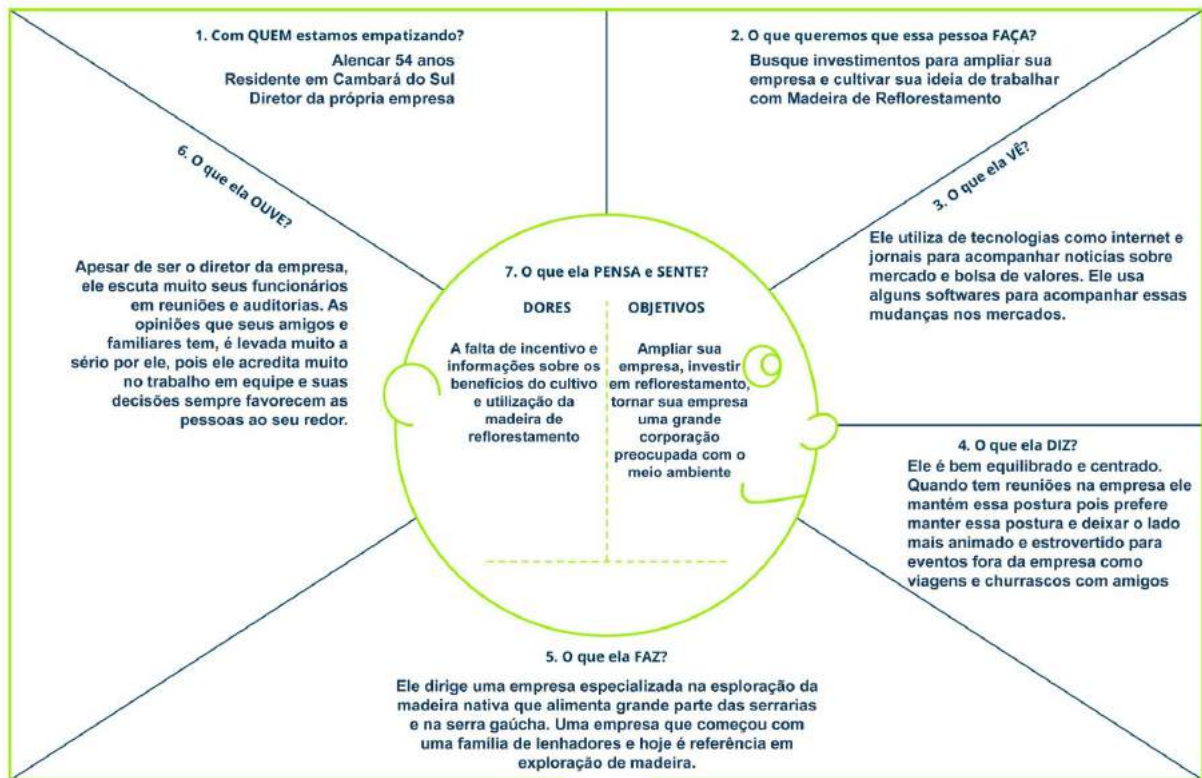 1. Com QUEM estamos empatizando?
Alencar 54 anos
Residente em Cambará do Sul
Diretor da própria empresa
2. O que queremos que essa pessoa FAÇA?
Busque investimentos para ampliar sua
empresa e cultivar sua ideia de trabalhar
com Madeira de Reflorestamento
3. O que ela VÊ?
Ele utiliza de tecnologias como internet e
jornais para acompanhar noticias sobre
mercado e bolsa de valores. Ele usa
alguns softwares para acompanhar essas
mudanças nos mercados.
4. O que ela DIZ?
Ele é bem equilibrado e centrado.
Quando tem reuniões na empresa ele
mantém essa postura pois prefere
manter essa postura e deixar o lado
mais animado e estrovertido para
eventos fora da empresa como
viagens e churrascos com amigos
5. O que ela FAZ?
Ele dirige uma empresa especializada na esploração da
madeira nativa que alimenta grande parte das serrarias
e na serra gaúcha. Uma empresa que começou com
uma família de lenhadores e hoje é referência em
exploração de madeira.
6. O que ela OUVE?
Apesar de ser o diretor da empresa,
ele escuta muito seus funcionários
em reuniões e auditorias. As
opiniões que seus amigos e
familiares tem, é levada muito a
sério por ele, pois ele acredita muito
no trabalho em equipe e suas
decisões sempre favorecem as
pessoas ao seu redor.
7. O que ela PENSA e SENTE?
DORES
A falta de incentivo e
informações sobre os
benefícios do cultivo
e utilização da
madeira de
reflorestamento
OBJETIVOS
Ampliar sua
empresa, investir
em reflorestamento,
tornar sua empresa
uma grande
corporação
preocupada com o
meio ambiente